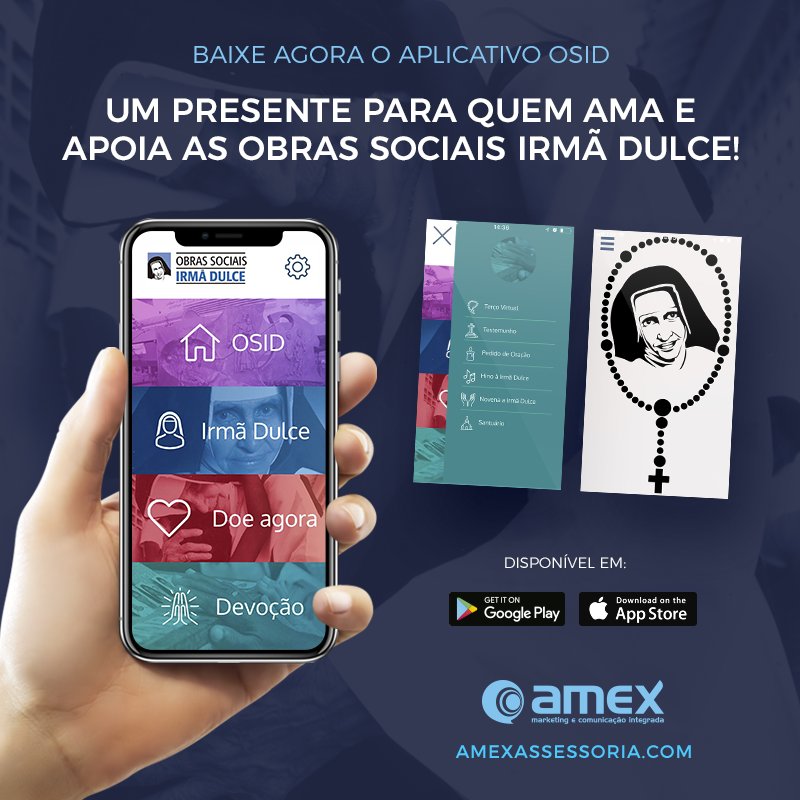 BAIXE AGORA O APLICATIVO OSID
UM PRESENTE PARA QUEM AMA E
APOIA AS OBRAS SOCIAIS IRMÃ DULCE!
OBRAS SOCIAIS
IRMÃ DULCE
OSID
Irmã Dulce
Doe agora
Devoção
14:36
Terço Virtual
Testemunho
Pedido de Oração
Hino à Irmã Dulce
Novena a Irmã Dulce
Santuário
DISPONÍVEL EM:
GET IT ON
Google Play
Download on the
App Store
amex
marketing e comunicação integrada
AMEXASSESSORIA.COM